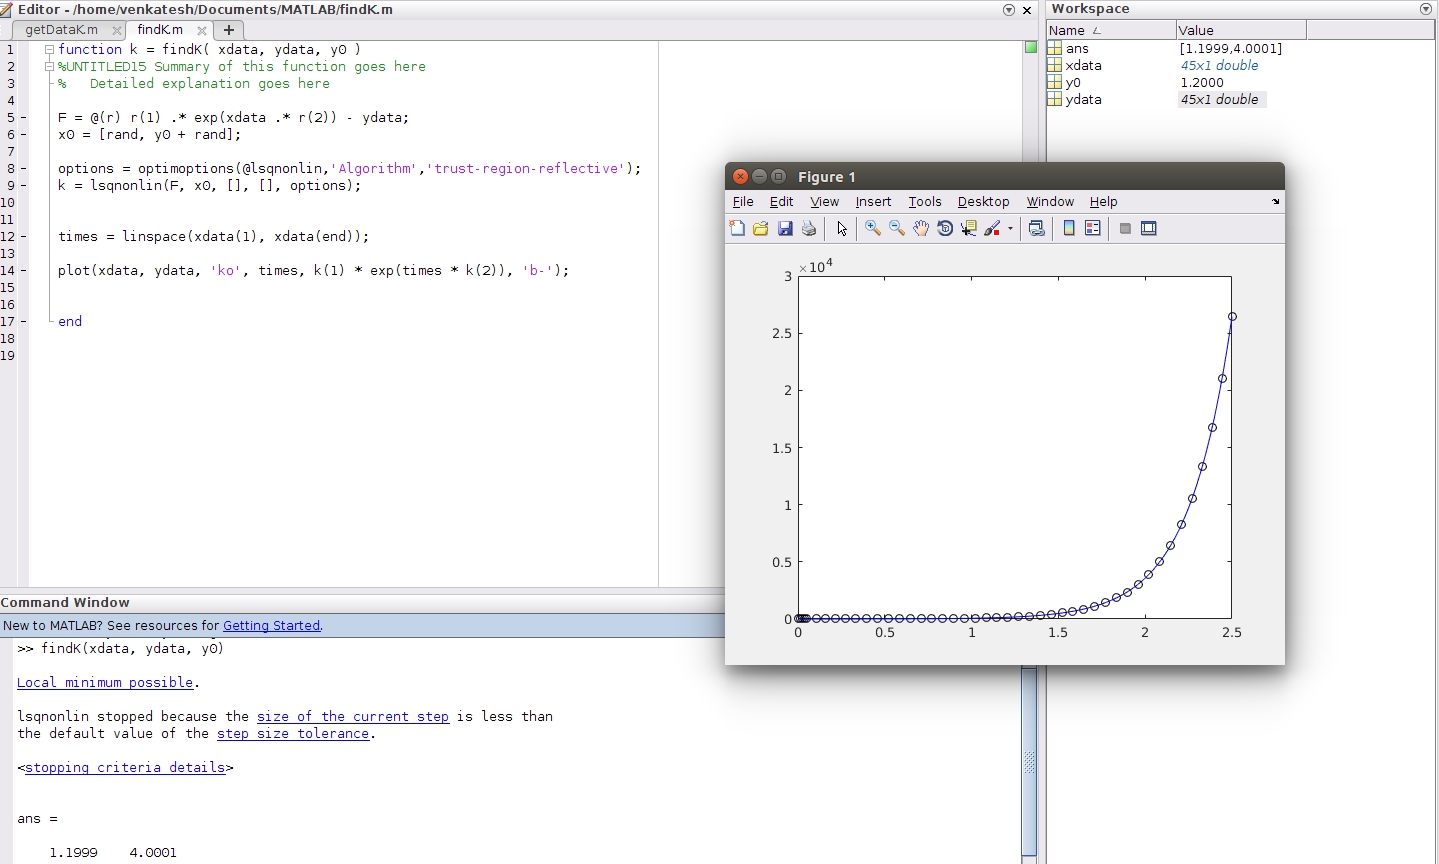 Editor - /home/venkatesh/Documents/MATLAB/findK.m
getDataK.m × findK.m × +
1 function k = findK( xdata, ydata, y0 )
2 %UNTITLED15 Summary of this function goes here
3 % Detailed explanation goes here
4
5 - F = @(r) r(1) .* exp(xdata .* r(2)) - ydata;
6 - x0 = [rand, y0 + rand];
7
8 - options = optimoptions(@lsqnonlin,'Algorithm','trust-region-reflective');
9 - k = lsqnonlin(F, x0, [], [], options);
10
11
12 - times = linspace(xdata(1), xdata(end));
13
14 - plot(xdata, ydata, 'ko', times, k(1) * exp(times * k(2)), 'b-');
15
16
17 - end
18
19
Command Window
New to MATLAB? See resources for Getting Started.
>> findK(xdata, ydata, y0)
Local minimum possible.
lsqnonlin stopped because the size of the current step is less than
the default value of the step size tolerance.
<stopping criteria details>
ans =
1.1999 4.0001
Workspace
Name Value
ans [1.1999,4.0001]
xdata 45x1 double
y0 1.2000
ydata 45x1 double
Figure 1
File Edit View Insert Tools Desktop Window Help
×10⁴
3
2.5
2
1.5
1
0.5
0
0 0.5 1 1.5 2 2.5